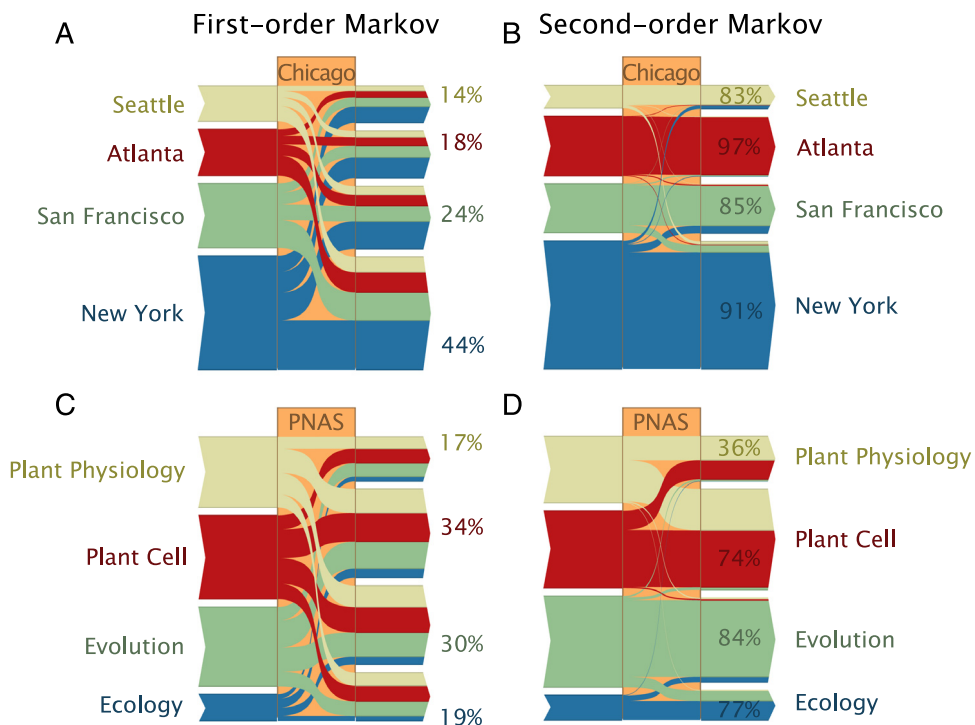 A First-order Markov
Chicago
Seattle 14%
Atlanta 18%
San Francisco 24%
New York 44%
B Second-order Markov
Chicago
83% Seattle
97% Atlanta
85% San Francisco
91% New York
C
PNAS
Plant Physiology 17%
Plant Cell 34%
Evolution 30%
Ecology 19%
D
PNAS
36% Plant Physiology
74% Plant Cell
84% Evolution
77% Ecology